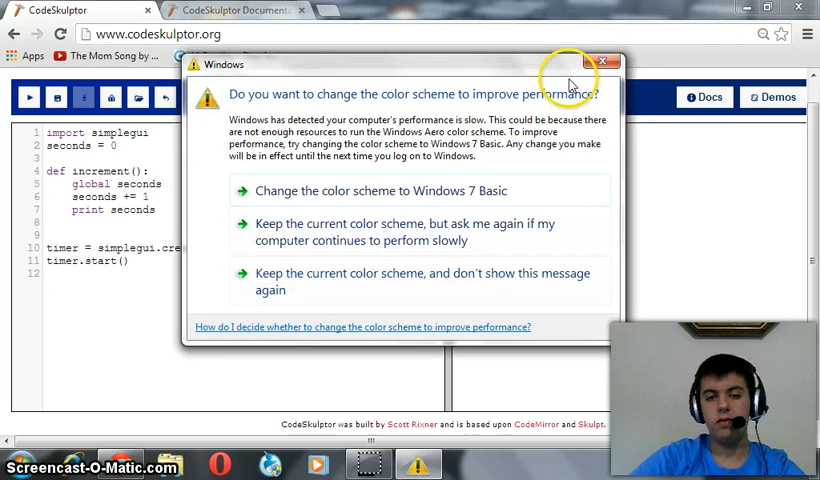 CodeSkulptor
CodeSkulptor Documenta
www.codeskulptor.org
Apps
The Mom Song by
Windows
Do you want to change the color scheme to improve performance?
Windows has detected your computer's performance is slow. This could be because there are not enough resources to run the Windows Aero color scheme. To improve performance, try changing the color scheme to Windows 7 Basic. Any change you make will be in effect until the next time you log on to Windows.
Change the color scheme to Windows 7 Basic
Keep the current color scheme, but ask me again if my
computer continues to perform slowly
Keep the current color scheme, and don't show this message
again
How do I decide whether to change the color scheme to improve performance?
Docs
Demos
1 import simplegui
2 seconds = 0
3
4 def increment():
5 global seconds
6 seconds += 1
7 print seconds
8
9
10 timer = simplegui.cre
11 timer.start()
12
CodeSkulptor was built by Scott Rixner and is based upon CodeMirror and Skulpt.
Screencast-O-Matic.com